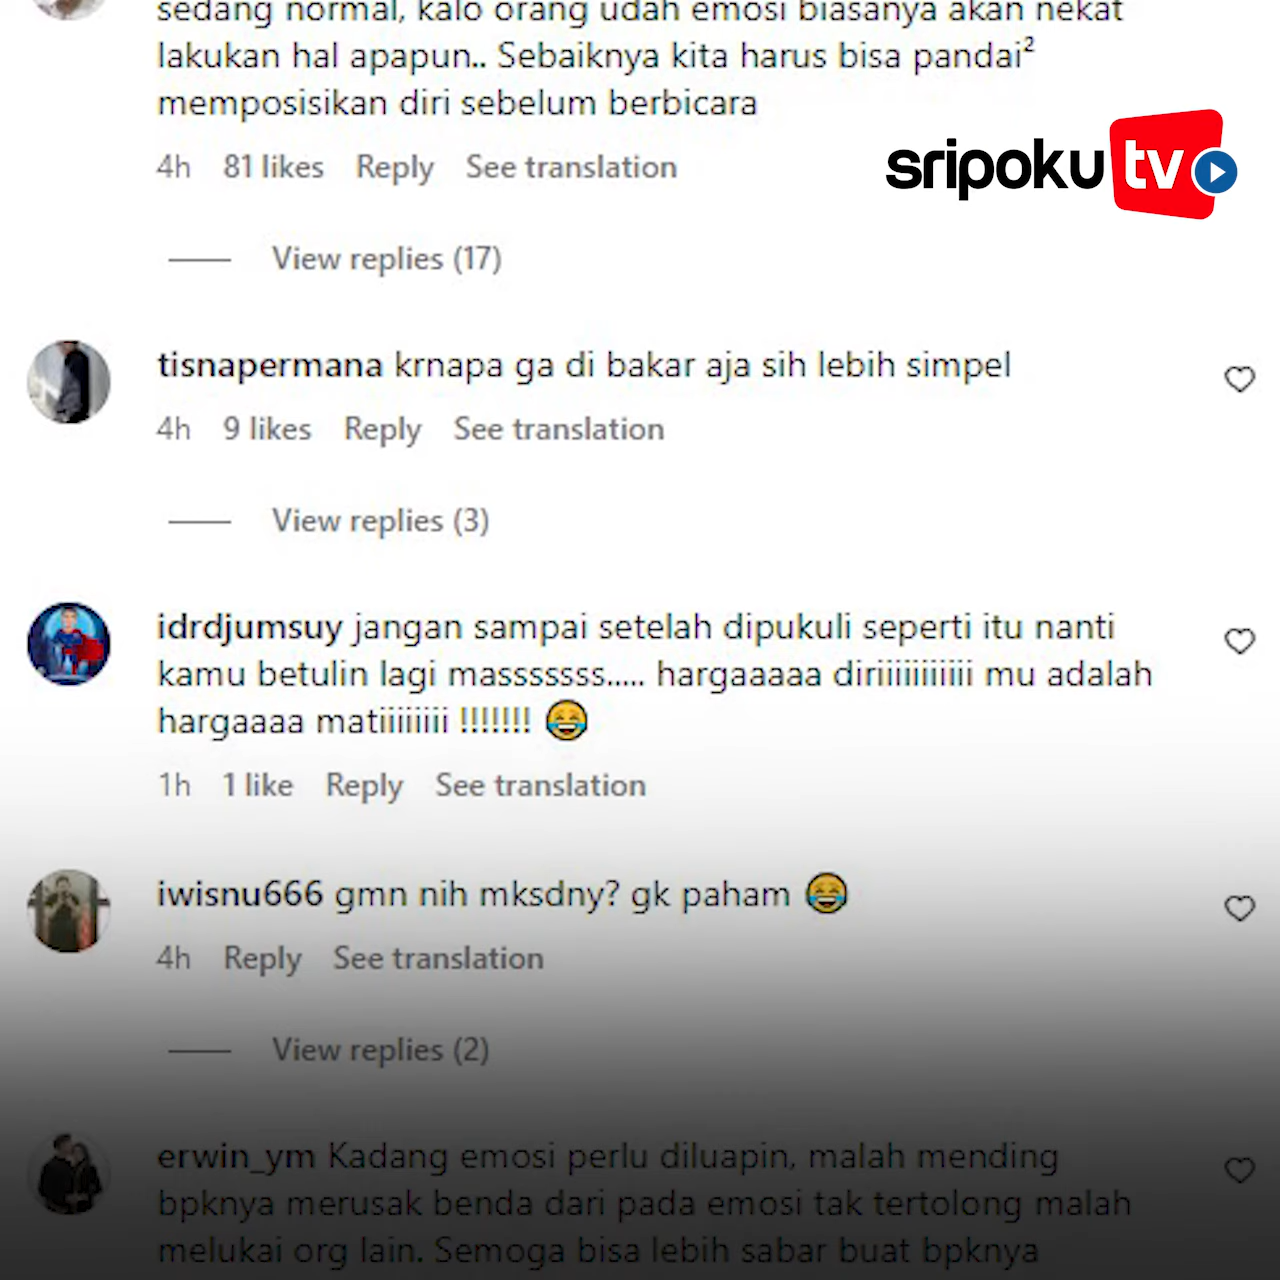 sedang normal, kalo orang udah emosi biasanya akan nekat
lakukan hal apapun.. Sebaiknya kita harus bisa pandai²
memposisikan diri sebelum berbicara
sripoku tv
4h 81 likes Reply See translation
View replies (17)
tisnapermana krnapa ga di bakar aja sih lebih simpel
4h 9 likes Reply See translation
View replies (3)
idrdjumsuy jangan sampai setelah dipukuli seperti itu nanti
kamu betulin lagi masssssss..... hargaaaaa diriiiiiiiiiiii mu adalah
hargaaaa matiiiiiiiii !!!!!!! 😂
1h 1 like Reply See translation
iwisnu666 gmn nih mksdny? gk paham 😂
4h Reply See translation
View replies (2)
erwin_ym Kadang emosi perlu diluapin, malah mending
bpknya merusak benda dari pada emosi tak tertolong malah
melukai org lain. Semoga bisa lebih sabar buat bpknya